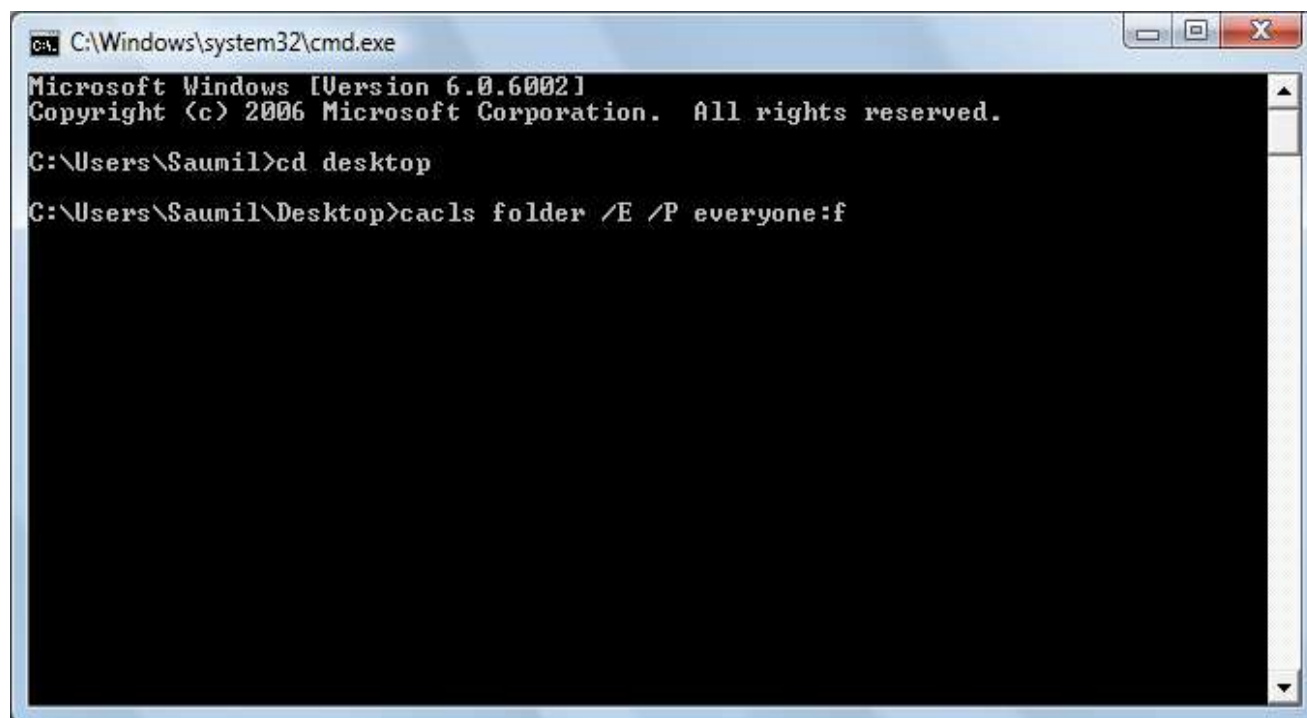 C:\Windows\system32\cmd.exe
Microsoft Windows [Version 6.0.6002]
Copyright (c) 2006 Microsoft Corporation.  All rights reserved.
C:\Users\Saumil>cd desktop
C:\Users\Saumil\Desktop>cacls folder /E /P everyone:f